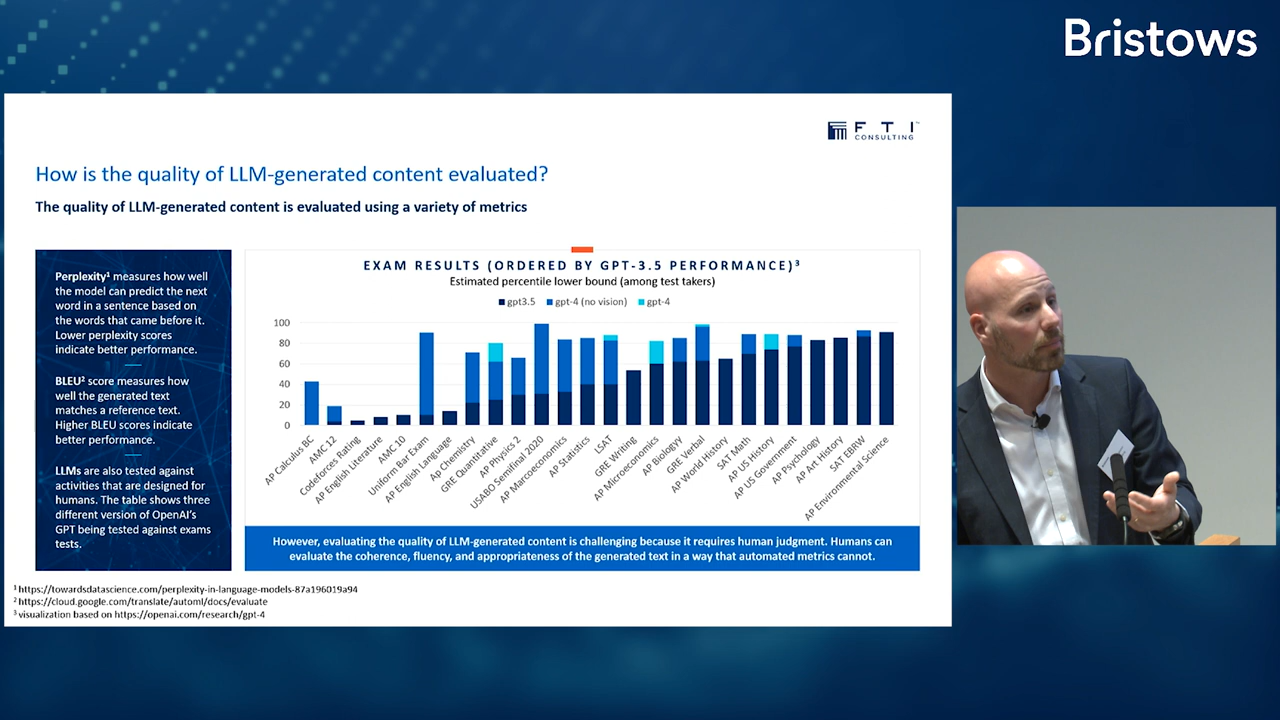 Bristows
FTI™
CONSULTING
How is the quality of LLM-generated content evaluated?
The quality of LLM-generated content is evaluated using a variety of metrics
Perplexity¹ measures how well
the model can predict the next
word in a sentence based on
the words that came before it.
Lower perplexity scores
indicate better performance.
BLEU² score measures how
well the generated text
matches a reference text.
Higher BLEU scores indicate
better performance.
LLMs are also tested against
activities that are designed for
humans. The table shows three
different version of OpenAI's
GPT being tested against exams
tests.
EXAM RESULTS (ORDERED BY GPT-3.5 PERFORMANCE)³
Estimated percentile lower bound (among test takers)
gpt3.5 gpt-4 (no vision) gpt-4
100
80
60
40
20
0
AP Calculus BC
AMC 12
Codeforces Rating
AP English Literature
AMC 10
Uniform Bar Exam
AP English Language
Ap Chemistry
GRE Quantitative
AP Physics 2
USABO Semifinal 2020
AP Marcoeconomics
AP Statistics
LSAT
GRE Writing
AP Microeconomics
AP Biologyy
GRE Verbal
AP World History
SAT Math
AP US History
AP US Government
AP Psychology
AP Art History
SAT EBRW
AP Environmental Science
However, evaluating the quality of LLM-generated content is challenging because it requires human judgment. Humans can
evaluate the coherence, fluency, and appropriateness of the generated text in a way that automated metrics cannot.
¹ https://towardsdatascience.com/perplexity-in-language-models-87a196019a94
² https://cloud.google.com/translate/automl/docs/evaluate
³ visualization based on https://openai.com/research/gpt-4